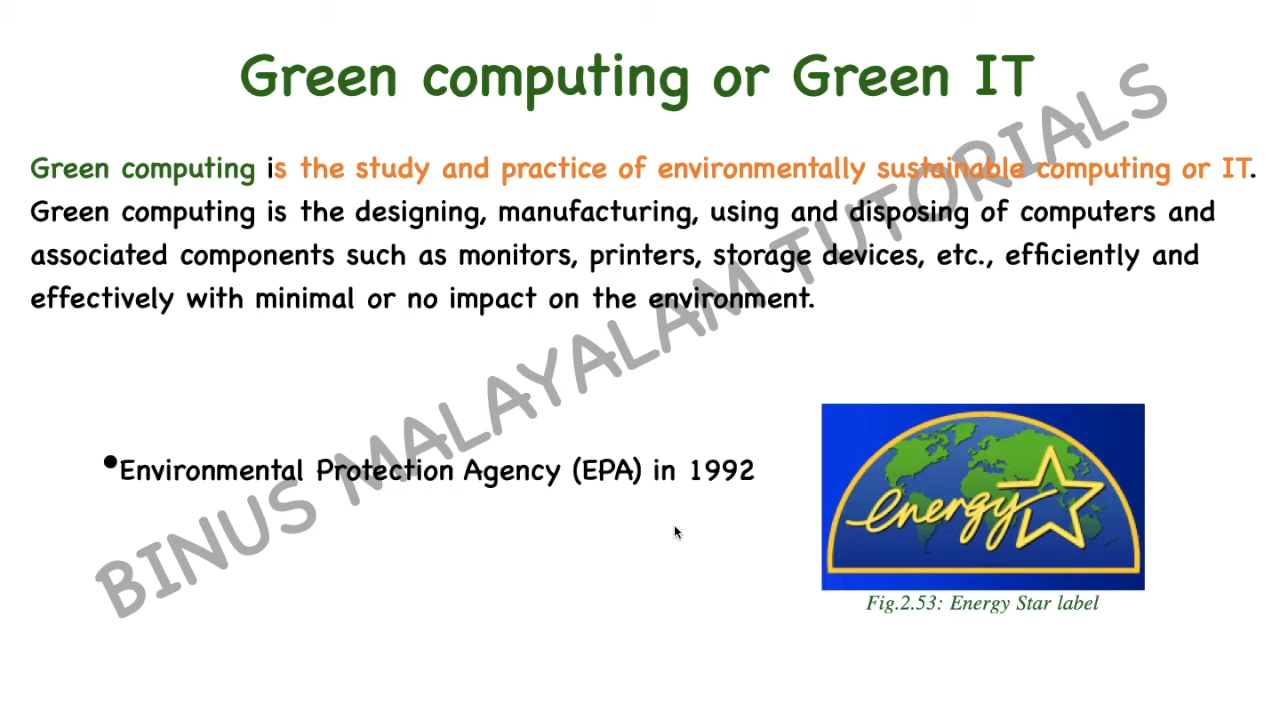 Green computing or Green IT
Green computing is the study and practice of environmentally sustainable computing or IT.
Green computing is the designing, manufacturing, using and disposing of computers and
associated components such as monitors, printers, storage devices, etc., efficiently and
effectively with minimal or no impact on the environment.
BINUS MALAYALAM TUTORIALS
•Environmental Protection Agency (EPA) in 1992
energy
Fig.2.53: Energy Star label